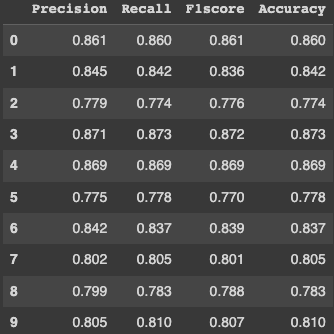 Precision Recall F1score Accuracy
0 0.861 0.860 0.861 0.860
1 0.845 0.842 0.836 0.842
2 0.779 0.774 0.776 0.774
3 0.871 0.873 0.872 0.873
4 0.869 0.869 0.869 0.869
5 0.775 0.778 0.770 0.778
6 0.842 0.837 0.839 0.837
7 0.802 0.805 0.801 0.805
8 0.799 0.783 0.788 0.783
9 0.805 0.810 0.807 0.810